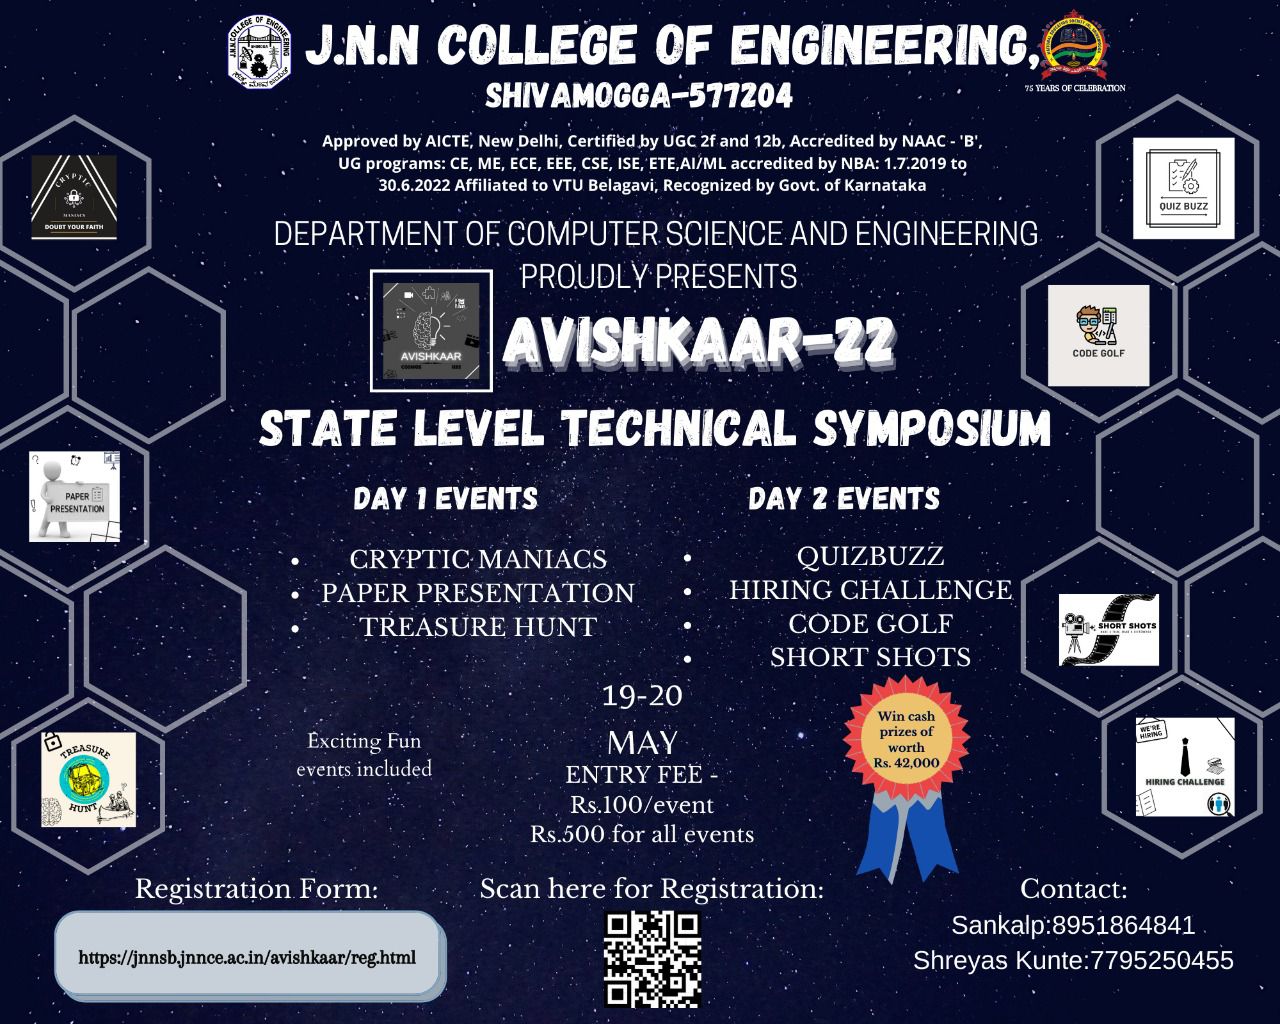 J.N.N COLLEGE OF ENGINEERING,
SHIVAMOGGA-577204
75 YEARS OF CELEBRATION
Approved by AICTE, New Delhi, Certified by UGC 2f and 12b, Accredited by NAAC - 'B',
UG programs: CE, ME, ECE, EEE, CSE, ISE, ETE,AI/ML accredited by NBA: 1.7.2019 to
30.6.2022 Affiliated to VTU Belagavi, Recognized by Govt. of Karnataka
DEPARTMENT OF COMPUTER SCIENCE AND ENGINEERING
PROUDLY PRESENTS
AVISHKAAR
AVISHKAAR-22
STATE LEVEL TECHNICAL SYMPOSIUM
CRYPTIC
MANIACS
DOUBT YOUR FAITH
QUIZ BUZZ
CODE GOLF
PAPER
PRESENTATION
DAY 1 EVENTS
• CRYPTIC MANIACS
• PAPER PRESENTATION
• TREASURE HUNT
DAY 2 EVENTS
• QUIZBUZZ
• HIRING CHALLENGE
• CODE GOLF
• SHORT SHOTS
SHORT SHOTS
TREASURE
HUNT
Exciting Fun
events included
19-20
MAY
ENTRY FEE -
Rs.100/event
Rs.500 for all events
Win cash
prizes of
worth
Rs. 42,000
WE'RE
HIRING
HIRING CHALLENGE
Registration Form:
https://jnnsb.jnnce.ac.in/avishkaar/reg.html
Scan here for Registration:
Contact:
Sankalp:8951864841
Shreyas Kunte:7795250455